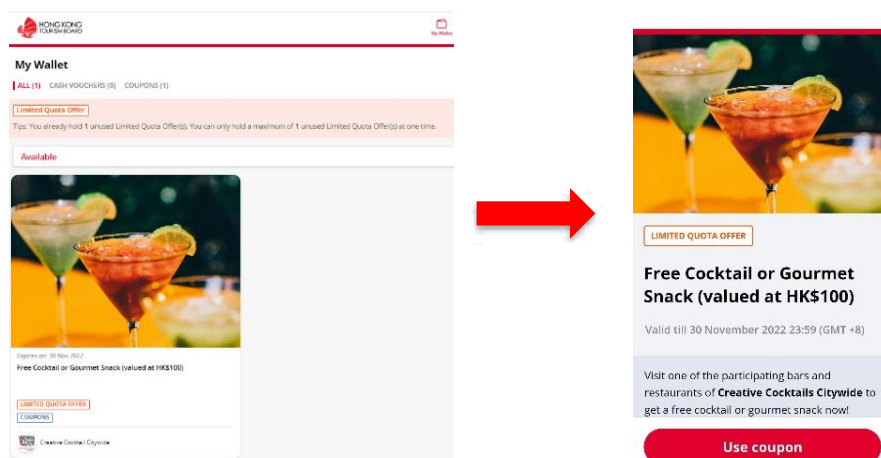 HONG KONG
TOURISM BOARD
My Wallet
My Wallet
ALL (1) CASH VOUCHERS (0) COUPONS (1)
Limited Quota Offer
Tips: You already hold 1 unused Limited Quota Offer(s). You can only hold a maximum of 1 unused Limited Quota Offer(s) at one time.
Available
Expires on: 30 Nov 2022
Free Cocktail or Gourmet Snack (valued at HK$100)
LIMITED QUOTA OFFER
COUPONS
Creative Cocktail Citywide
LIMITED QUOTA OFFER
Free Cocktail or Gourmet
Snack (valued at HK$100)
Valid till 30 November 2022 23:59 (GMT +8)
Visit one of the participating bars and
restaurants of Creative Cocktails Citywide to
get a free cocktail or gourmet snack now!
Use coupon